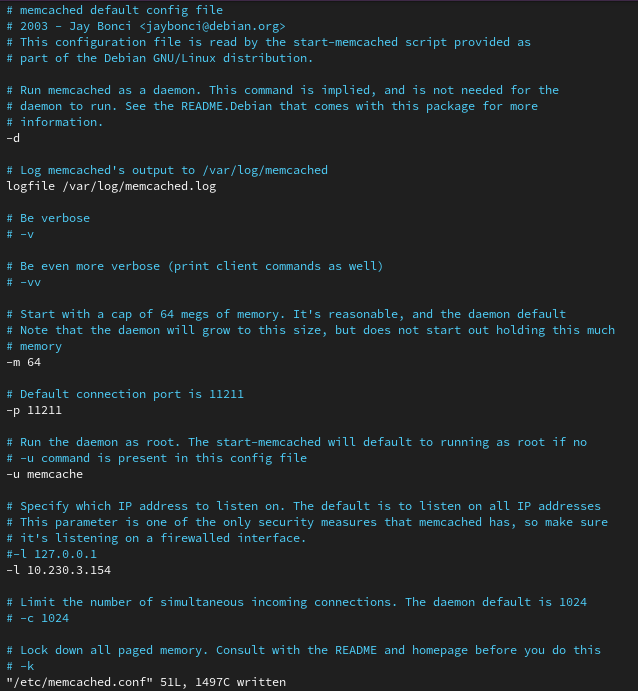 # memcached default config file
# 2003 - Jay Bonci <jaybonci@debian.org>
# This configuration file is read by the start-memcached script provided as
# part of the Debian GNU/Linux distribution.
# Run memcached as a daemon. This command is implied, and is not needed for the
# daemon to run. See the README.Debian that comes with this package for more
# information.
-d
# Log memcached's output to /var/log/memcached
logfile /var/log/memcached.log
# Be verbose
# -v
# Be even more verbose (print client commands as well)
# -vv
# Start with a cap of 64 megs of memory. It's reasonable, and the daemon default
# Note that the daemon will grow to this size, but does not start out holding this much
# memory
-m 64
# Default connection port is 11211
-p 11211
# Run the daemon as root. The start-memcached will default to running as root if no
# -u command is present in this config file
-u memcache
# Specify which IP address to listen on. The default is to listen on all IP addresses
# This parameter is one of the only security measures that memcached has, so make sure
# it's listening on a firewalled interface.
#-l 127.0.0.1
-l 10.230.3.154
# Limit the number of simultaneous incoming connections. The daemon default is 1024
# -c 1024
# Lock down all paged memory. Consult with the README and homepage before you do this
# -k
"/etc/memcached.conf" 51L, 1497C written